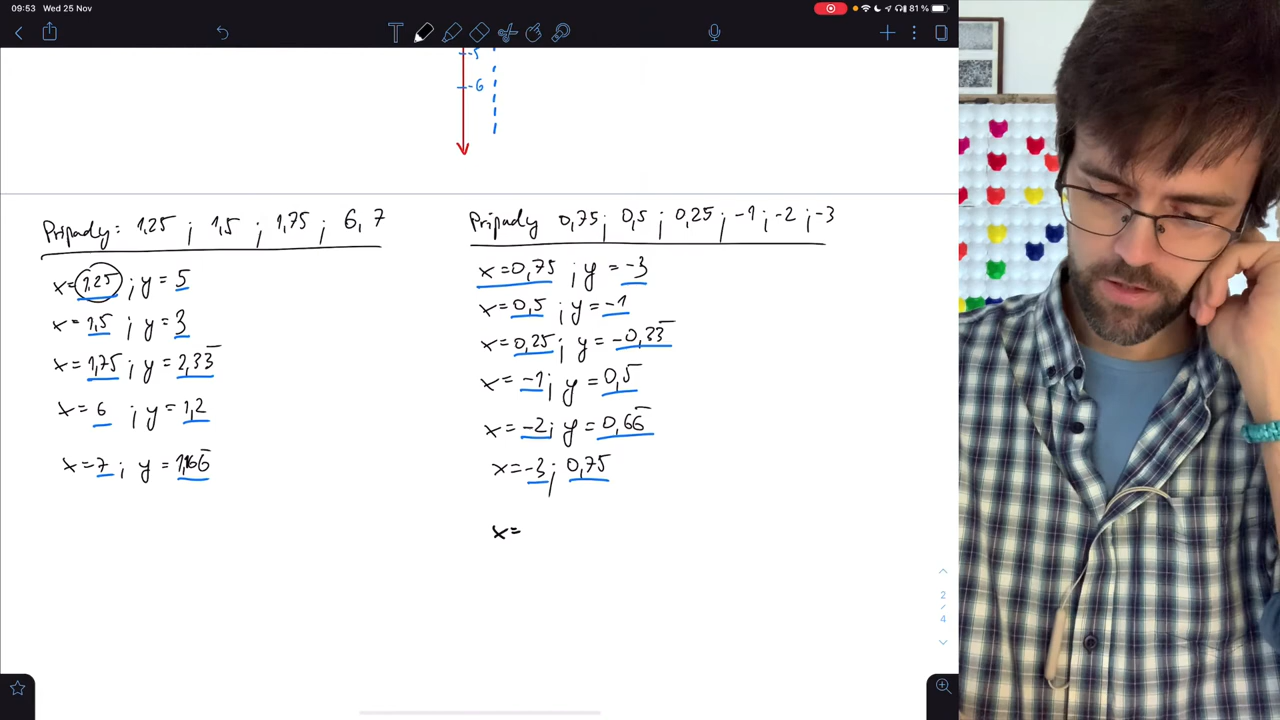 09:53 Wed 25 Nov
81 %
-5
-6
Prípady: 1,25 ; 1,5 ; 1,75 ; 6, 7
x=1,25 ; y = 5
x=1,5 ; y = 3
x=1,75 ; y = 2,33̅
x= 6 ; y = 1,2
x=7 ; y = 1,166̅
Prípady 0,75; 0,5 ; 0,25 ; -1 ; -2 ; -3
x=0,75 ; y = -3
x=0,5 ; y = -1
x= 0,25 ; y = -0,33̅
x= -1 ; y = 0,5
x= -2 ; y = 0,66̅
x= -3 ; 0,75
x=
2
/
4